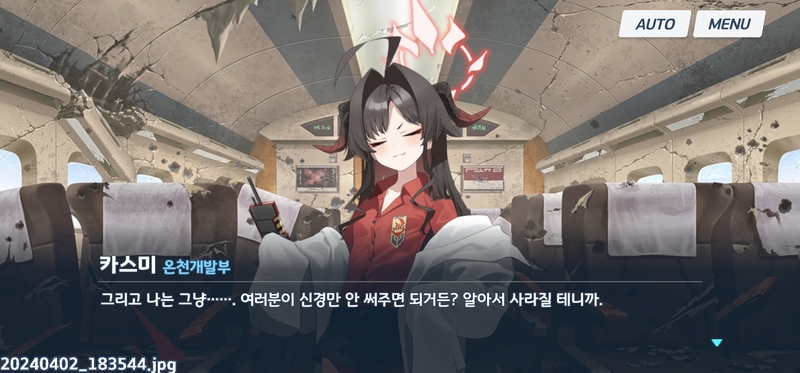 AUTO
MENU
카스미 온천개발부
그리고 나는 그냥……. 여러분이 신경만 안 써주면 되거든? 알아서 사라질 테니까.
20240402_183544.jpg